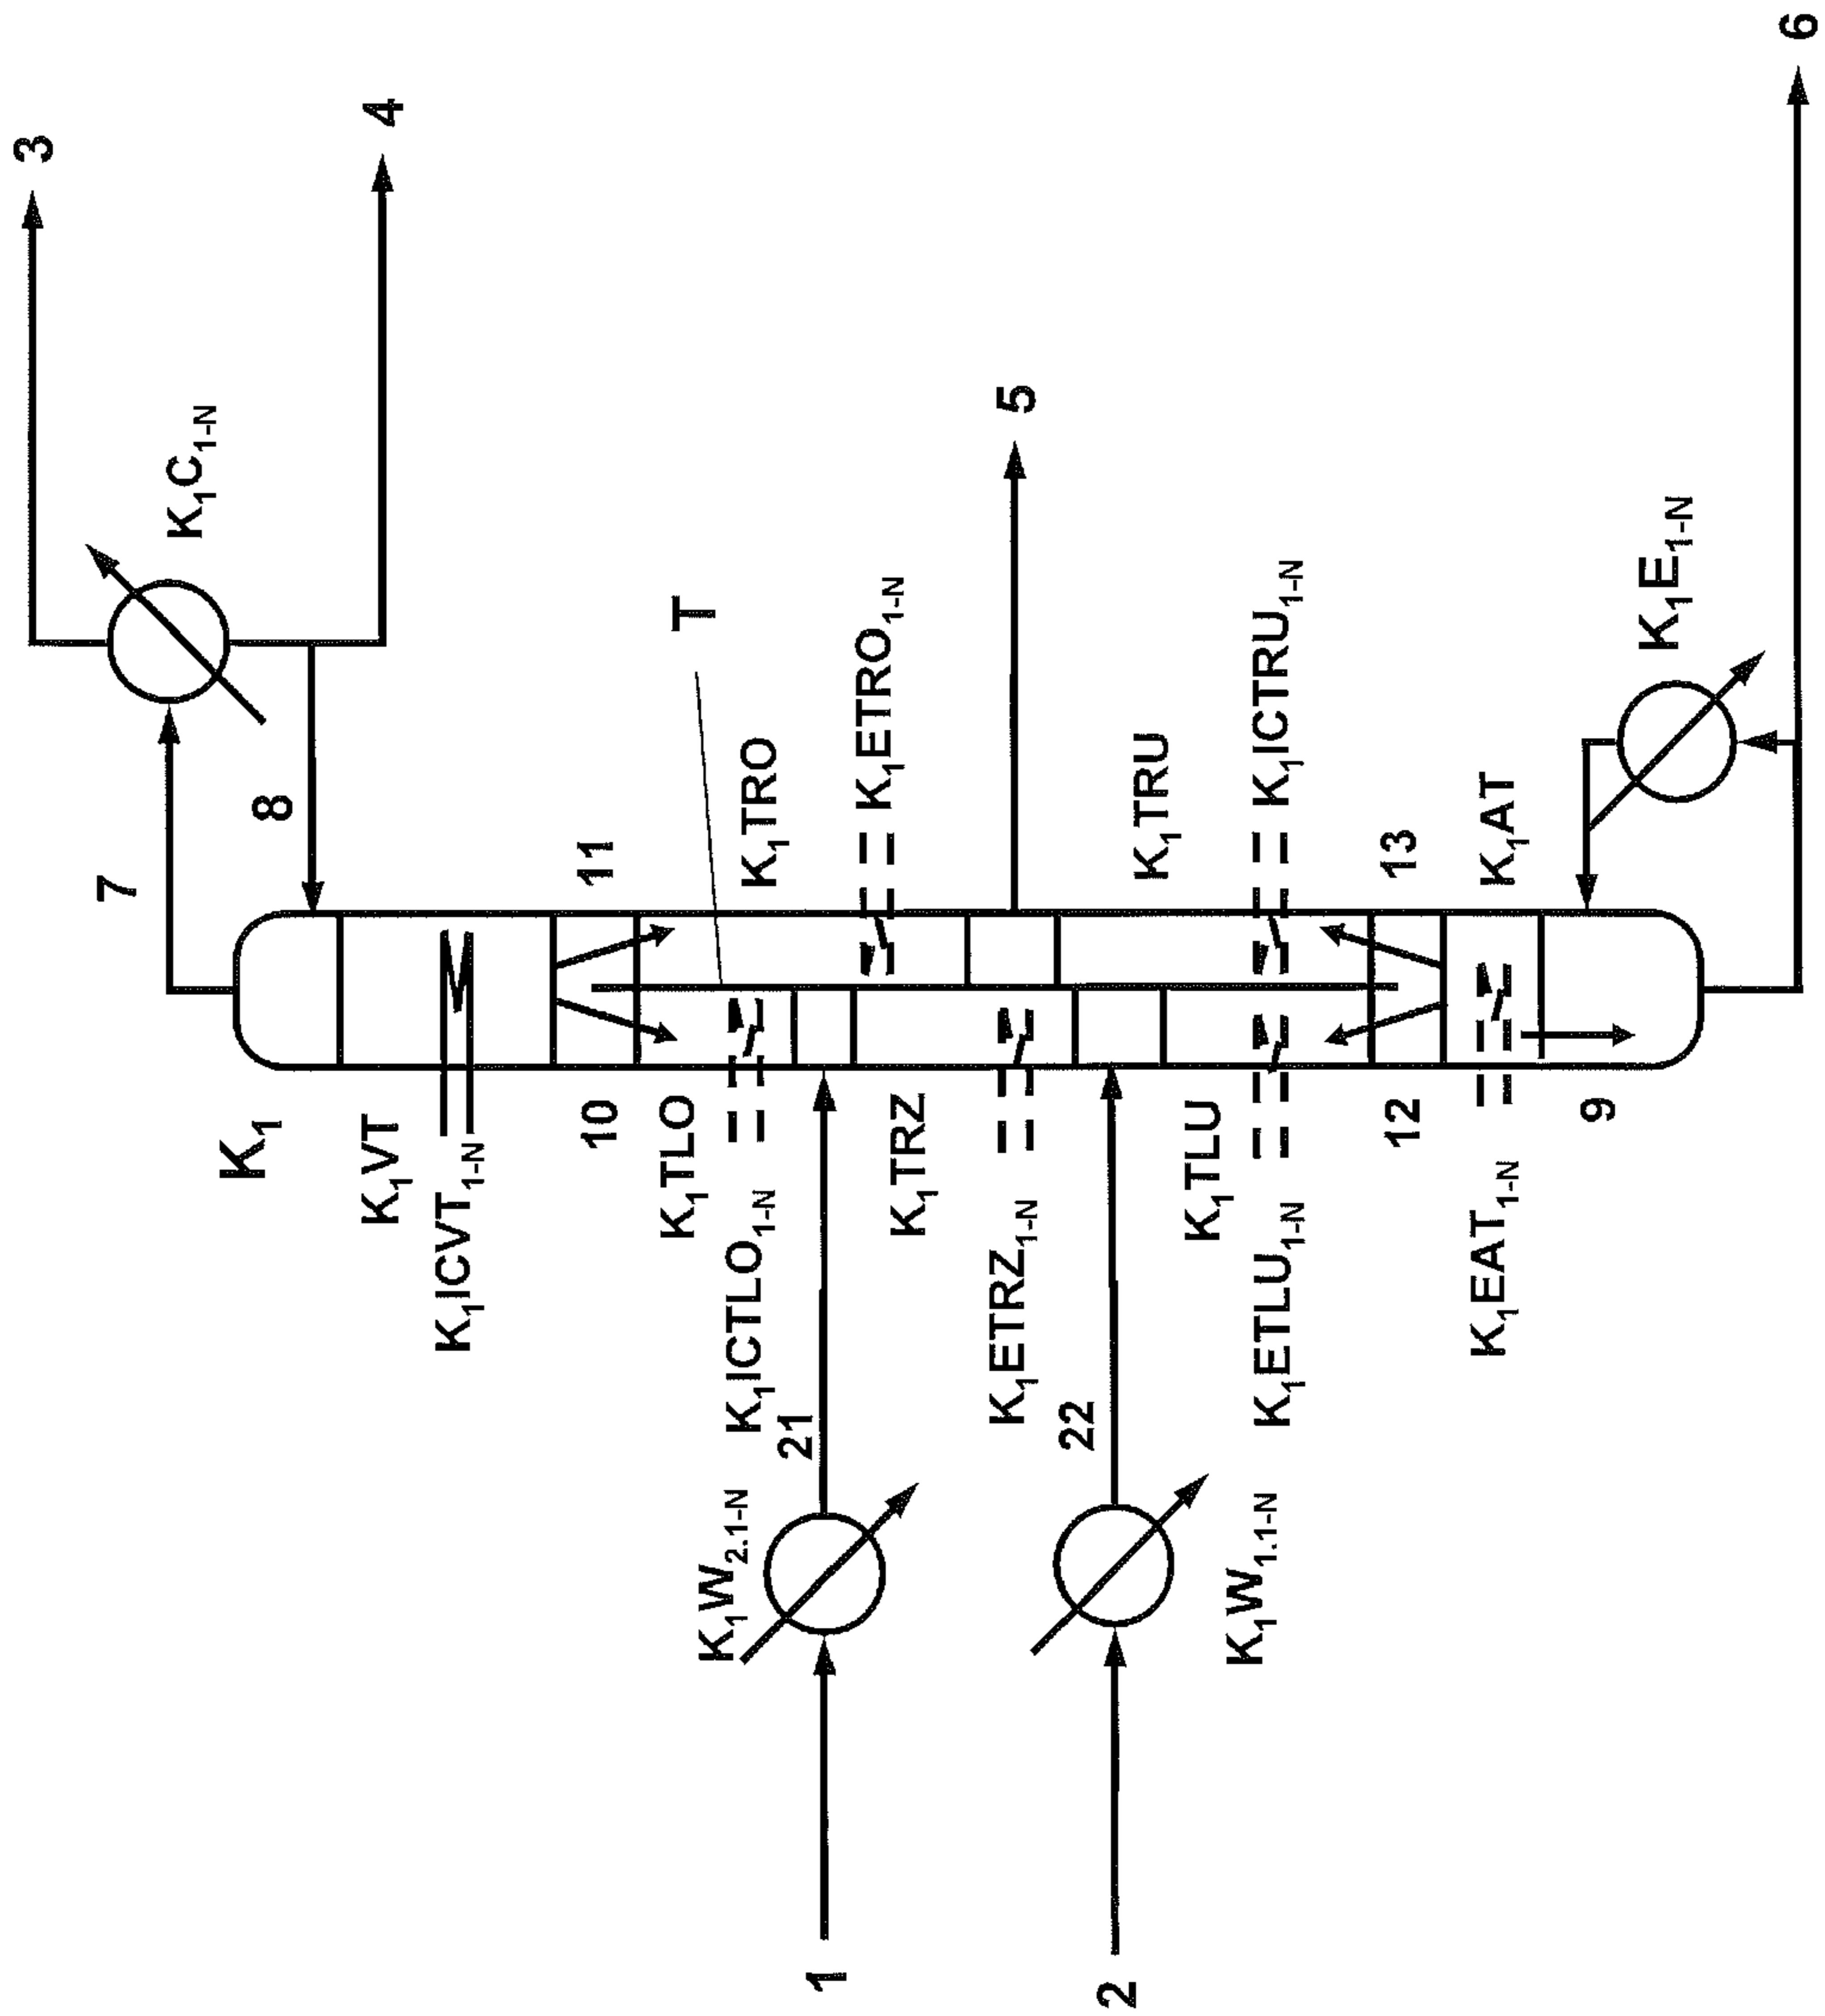 3
4
K₁C₁₋N
7
8
K₁
K₁VT
K₁ICVT₁₋N
10
11
T
K₁TLO
K₁TRO
K₁ICTLO₁₋N
K₁ETRO₁₋N
1
K₁W₂.₁₋N
21
K₁TRZ
5
K₁ETRZ₁₋N
2
K₁W₁.₁₋N
22
K₁TLU
K₁TRU
K₁ETLU₁₋N
K₁ICTRU₁₋N
12
13
K₁EAT₁₋N
K₁AT
9
K₁E₁₋N
6